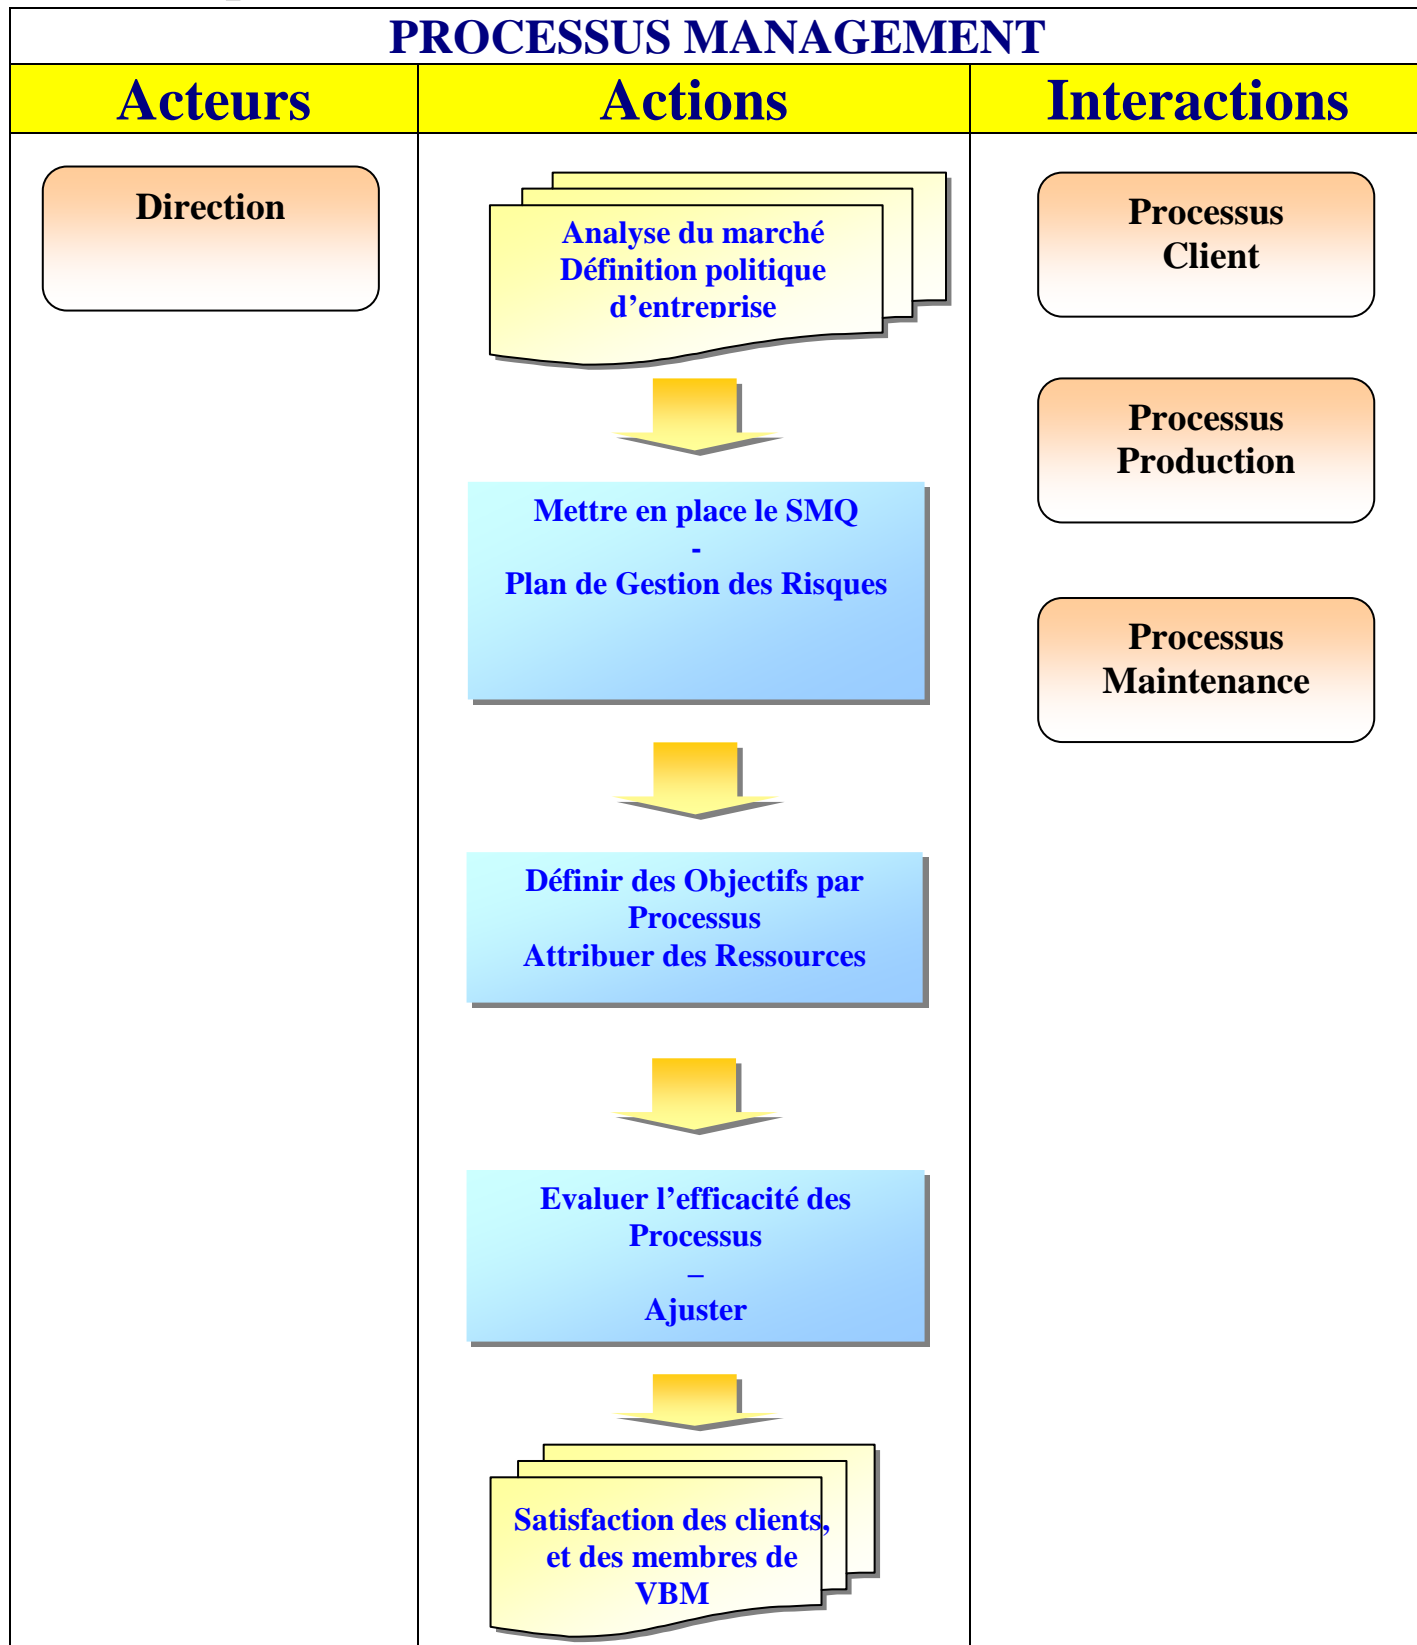 PROCESSUS MANAGEMENT
Acteurs
Actions
Interactions
Direction
Analyse du marché
Définition politique
d’entreprise
Mettre en place le SMQ
-
Plan de Gestion des Risques
Définir des Objectifs par
Processus
Attribuer des Ressources
Evaluer l’efficacité des
Processus
–
Ajuster
Satisfaction des clients,
et des membres de
VBM
Processus
Client
Processus
Production
Processus
Maintenance